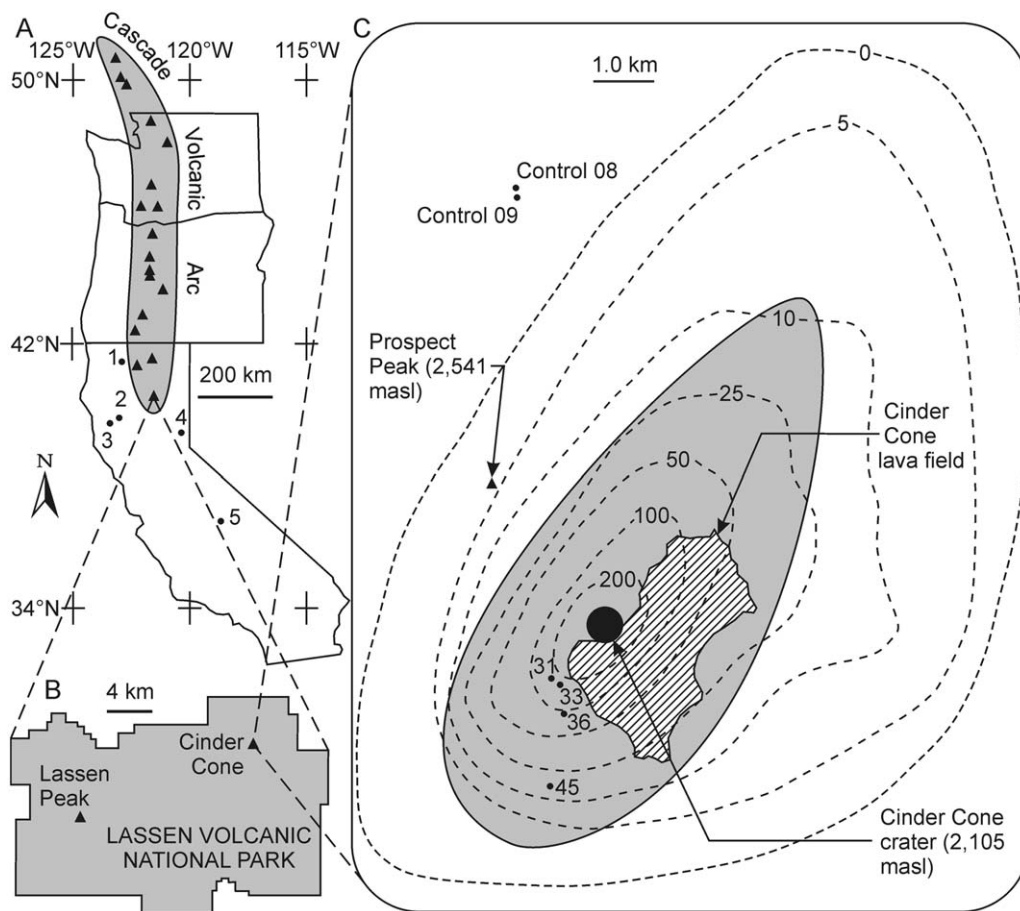 A
125°W
120°W
115°W
Cascade
50°N
Volcanic
Arc
42°N
1
200 km
2
3
4
N
5
34°N
B
4 km
Cinder
Cone
Lassen
Peak
LASSEN VOLCANIC
NATIONAL PARK
C
1.0 km
0
5
Control 08
Control 09
10
Prospect
Peak (2,541
masl)
25
Cinder
Cone
lava field
50
100
200
31
33
36
45
Cinder Cone
crater (2,105
masl)